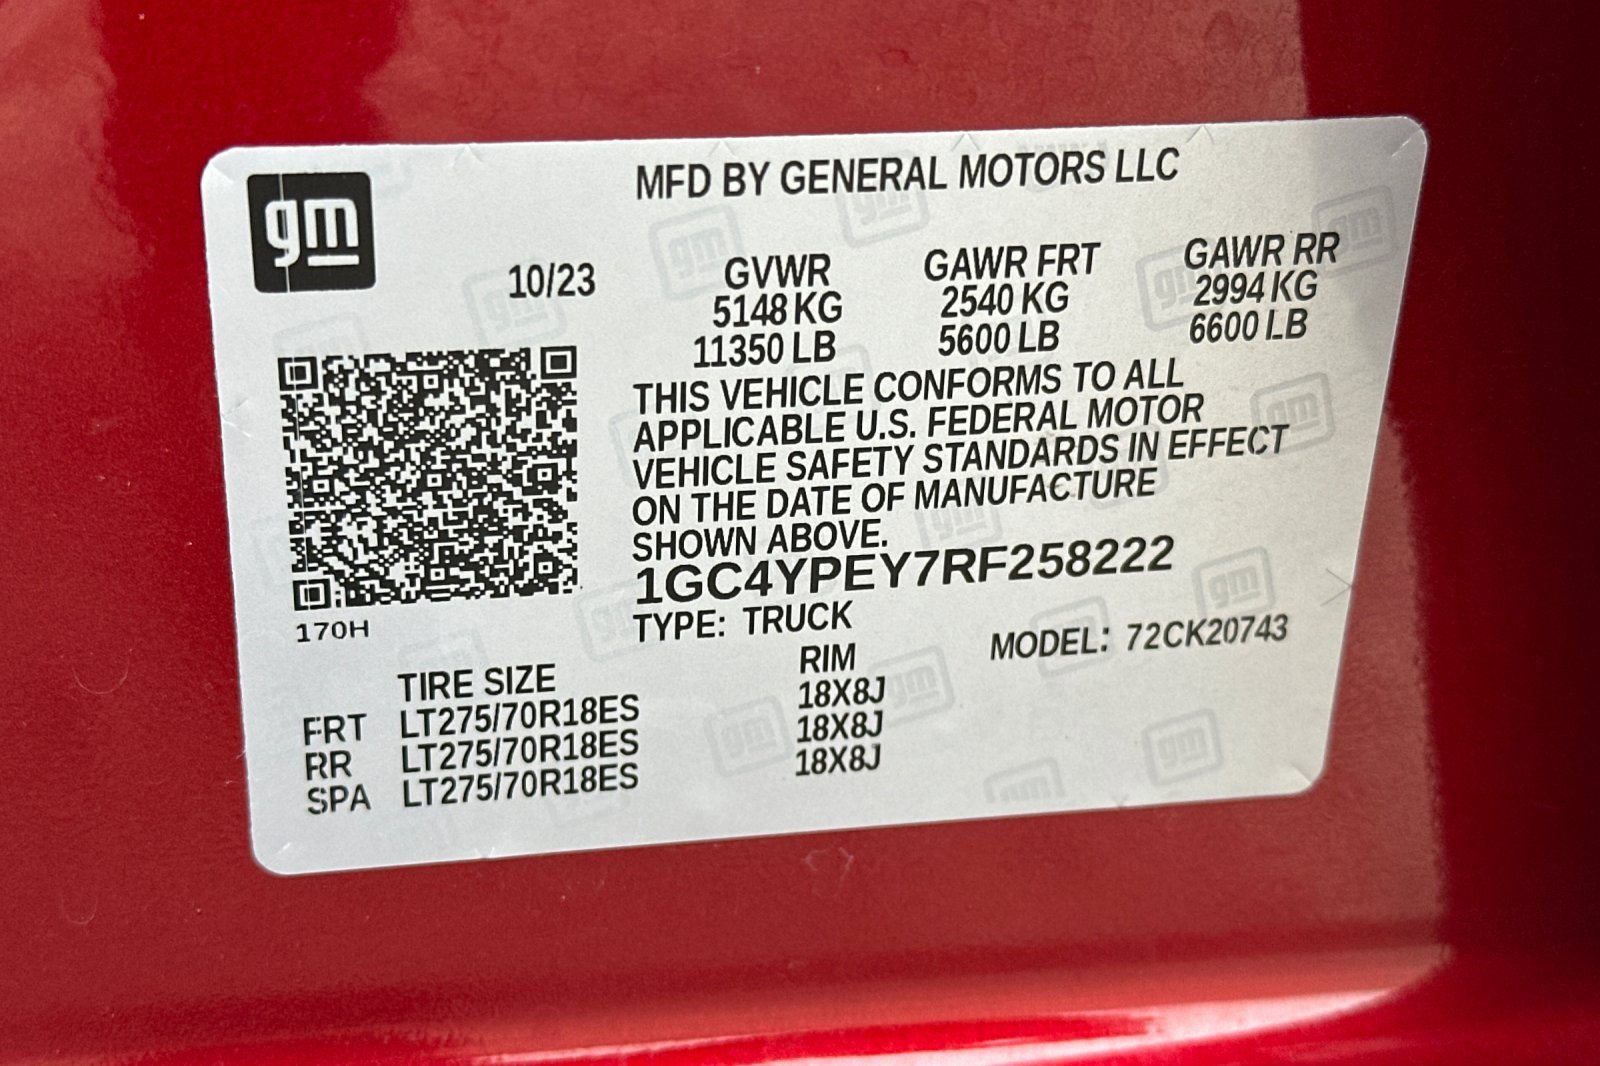 gm
MFD BY GENERAL MOTORS LLC
10/23
GVWR GAWR FRT GAWR RR
5148 KG 2540 KG 2994 KG
11350 LB 5600 LB 6600 LB
THIS VEHICLE CONFORMS TO ALL
APPLICABLE U.S. FEDERAL MOTOR
VEHICLE SAFETY STANDARDS IN EFFECT
ON THE DATE OF MANUFACTURE
SHOWN ABOVE.
1GC4YPEY7RF258222
170H
TYPE: TRUCK MODEL: 72CK20743
TIRE SIZE RIM
FRT LT275/70R18ES 18X8J
RR LT275/70R18ES 18X8J
SPA LT275/70R18ES 18X8J